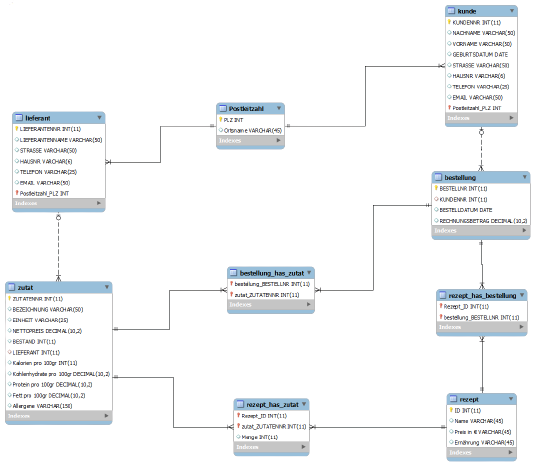 kunde
KUNDENNR INT(11)
NACHNAME VARCHAR(50)
VORNAME VARCHAR(50)
GEBURTSDATUM DATE
STRASSE VARCHAR(50)
HAUSNR VARCHAR(6)
TELEFON VARCHAR(25)
EMAIL VARCHAR(50)
Postleitzahl_PLZ INT
Indexes
Postleitzahl
PLZ INT
Ortsname VARCHAR(45)
Indexes
lieferant
LIEFERANTENNR INT(11)
LIEFERANTENNAME VARCHAR(50)
STRASSE VARCHAR(50)
HAUSNR VARCHAR(6)
TELEFON VARCHAR(25)
EMAIL VARCHAR(50)
Postleitzahl_PLZ INT
Indexes
bestellung
BESTELLNR INT(11)
KUNDENNR INT(11)
BESTELLDATUM DATE
RECHNUNGSBETRAG DECIMAL(10,2)
Indexes
bestellung_has_zutat
bestellung_BESTELLNR INT(11)
zutat_ZUTATENNR INT(11)
Indexes
zutat
ZUTATENNR INT(11)
BEZEICHNUNG VARCHAR(50)
EINHEIT VARCHAR(25)
NETTOPREIS DECIMAL(10,2)
BESTAND INT(11)
LIEFERANT INT(11)
Kalorien pro 100gr INT(11)
Kohlenhydrate pro 100gr DECIMAL(10,2)
Protein pro 100gr DECIMAL(10,2)
Fett pro 100gr DECIMAL(10,2)
Allergene VARCHAR(150)
Indexes
rezept_has_bestellung
Rezept_ID INT(11)
bestellung_BESTELLNR INT(11)
Indexes
rezept_has_zutat
Rezept_ID INT(11)
zutat_ZUTATENNR INT(11)
Menge INT(11)
Indexes
rezept
ID INT(11)
Name VARCHAR(45)
Preis in € VARCHAR(45)
Ernährung VARCHAR(45)
Indexes